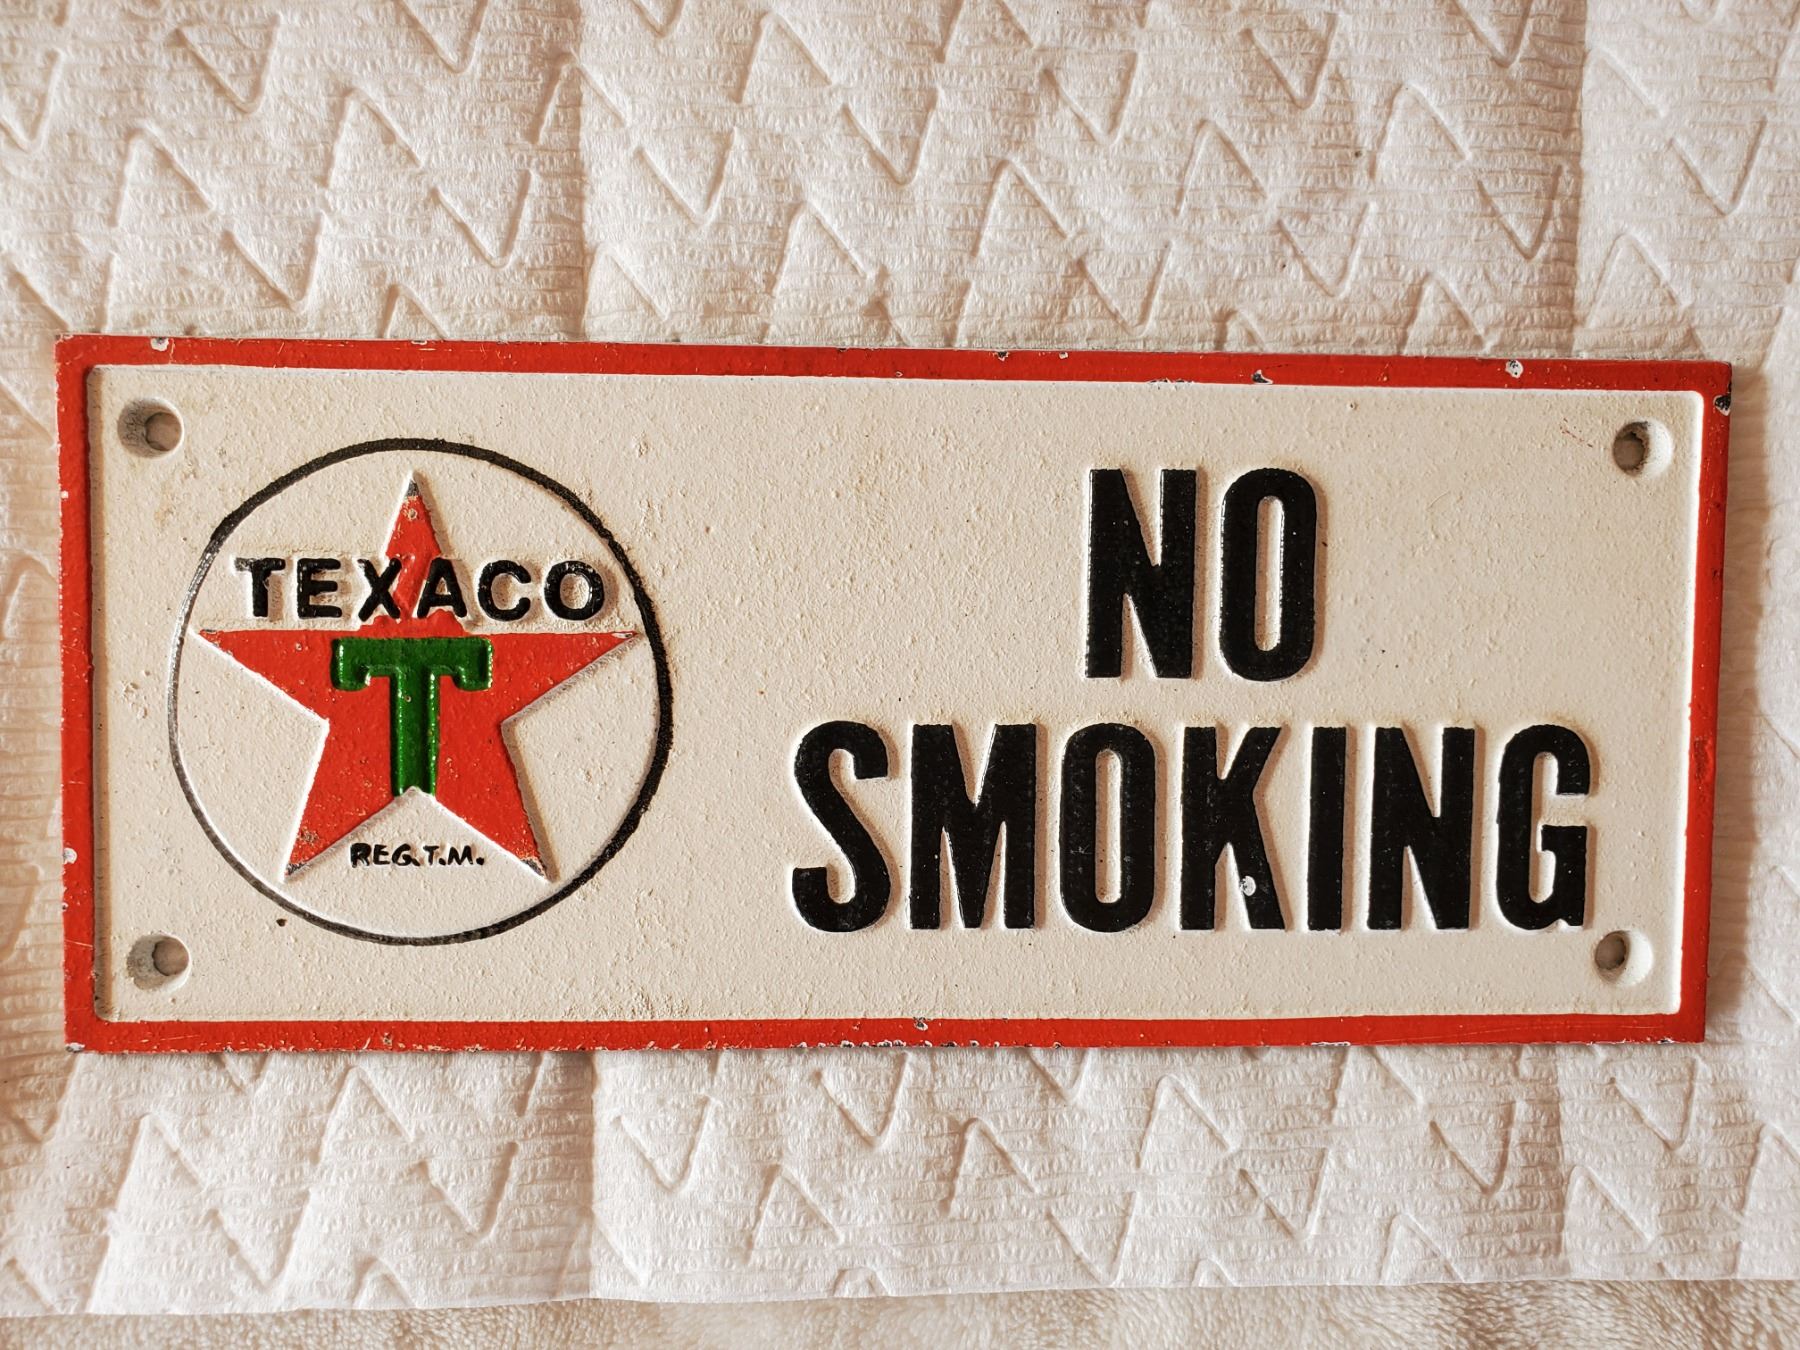 TEXACO
T
REG.T.M.
NO
SMOKING